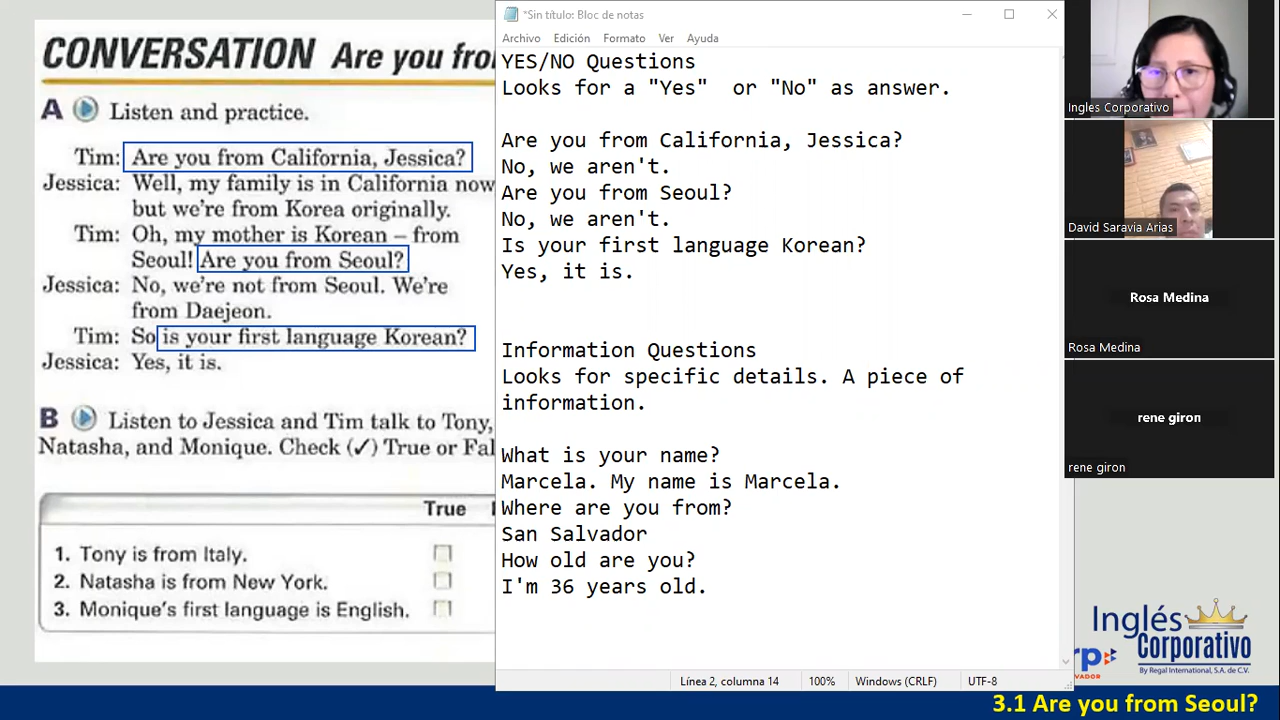 CONVERSATION Are you fro
A Listen and practice.
Tim: Are you from California, Jessica?
Jessica: Well, my family is in California now
but we're from Korea originally.
Tim: Oh, my mother is Korean – from
Seoul! Are you from Seoul?
Jessica: No, we're not from Seoul. We're
from Daejeon.
Tim: So is your first language Korean?
Jessica: Yes, it is.
B Listen to Jessica and Tim talk to Tony,
Natasha, and Monique. Check (✓) True or Fal
True
1. Tony is from Italy.
2. Natasha is from New York.
3. Monique's first language is English.
*Sin título: Bloc de notas
Archivo Edición Formato Ver Ayuda
YES/NO Questions
Looks for a "Yes" or "No" as answer.
Are you from California, Jessica?
No, we aren't.
Are you from Seoul?
No, we aren't.
Is your first language Korean?
Yes, it is.
Information Questions
Looks for specific details. A piece of
information.
What is your name?
Marcela. My name is Marcela.
Where are you from?
San Salvador
How old are you?
I'm 36 years old.
Línea 2, columna 14 100% Windows (CRLF) UTF-8
Ingles Corporativo
David Saravia Arias
Rosa Medina
Rosa Medina
rene giron
rene giron
Inglés
Corporativo
By Regal International, S.A. de C.V.
3.1 Are you from Seoul?